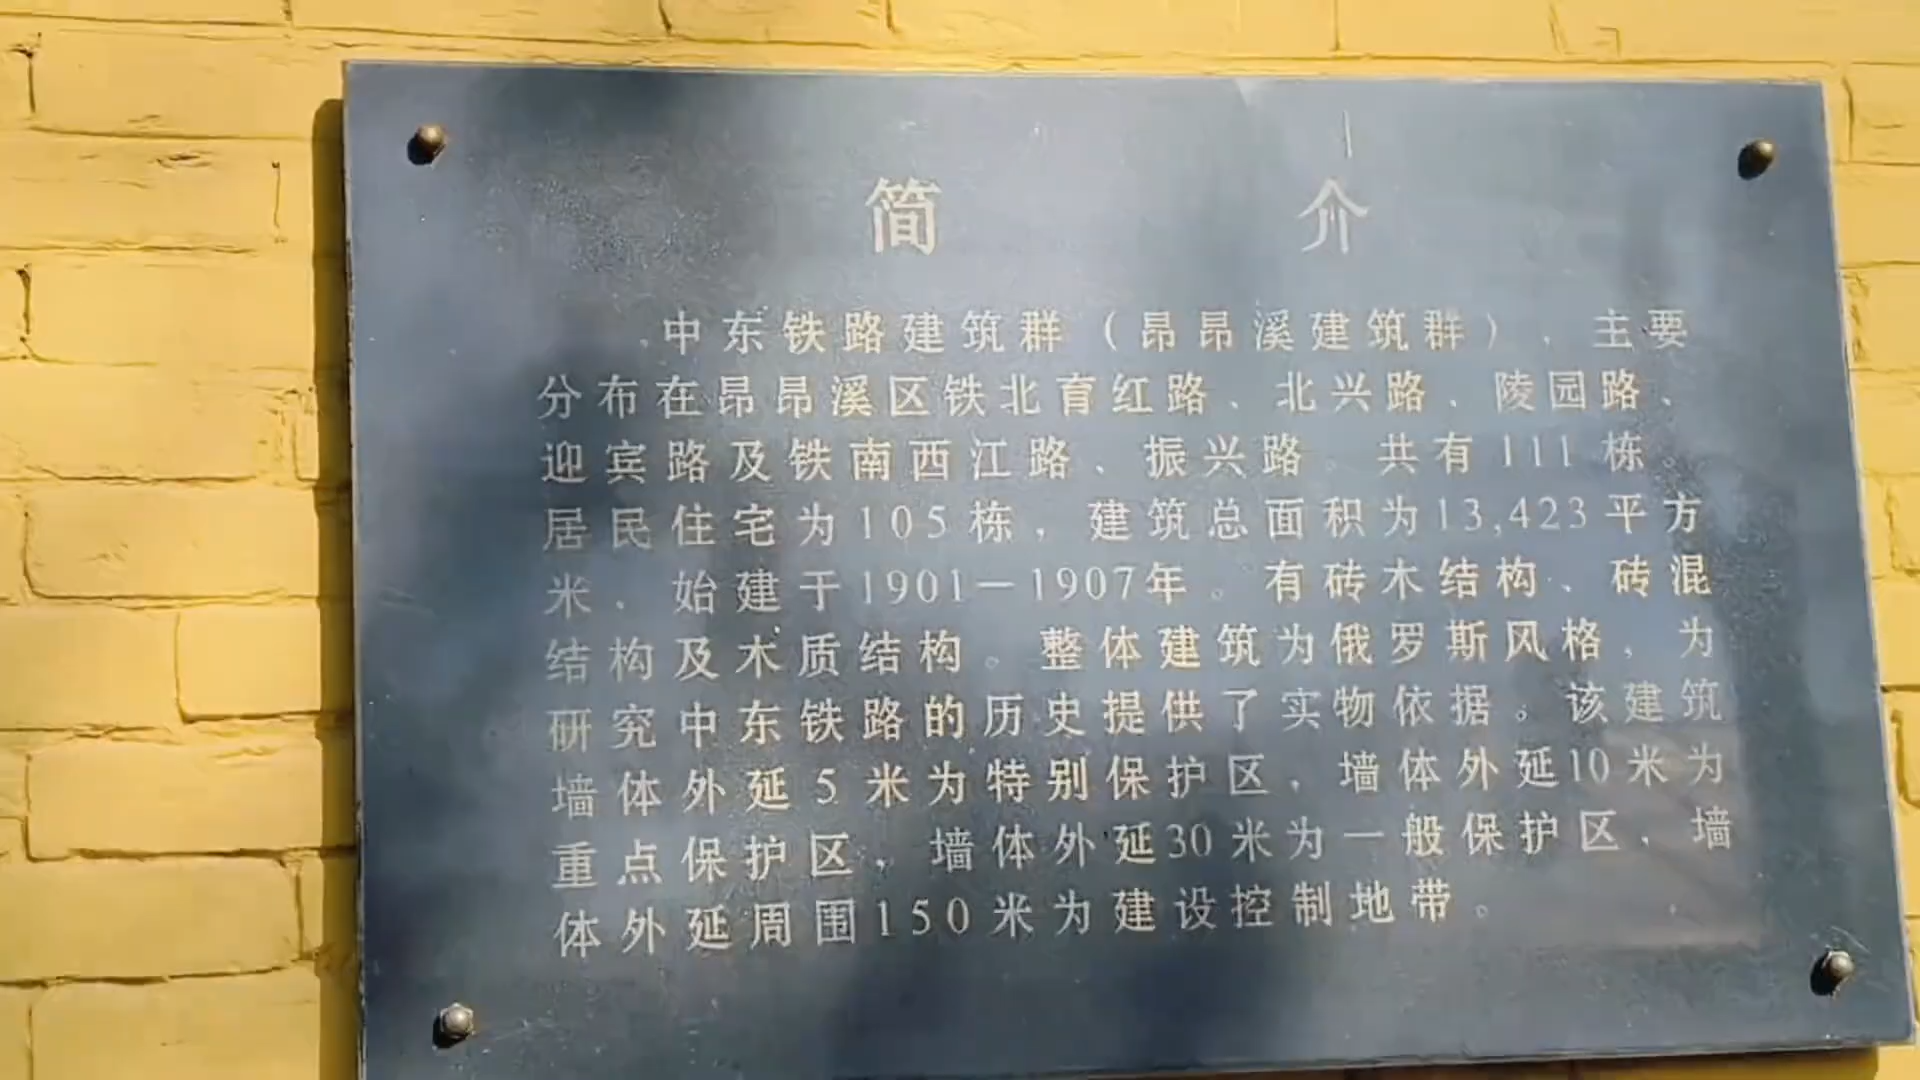 简 介
中东铁路建筑群（昂昂溪建筑群），主要
分布在昂昂溪区铁北育红路、北兴路、陵园路、
迎宾路及铁南西江路、振兴路。共有111栋。
居民住宅为105栋，建筑总面积为13,423平方
米，始建于1901—1907年。有砖木结构、砖混
结构及木质结构。整体建筑为俄罗斯风格，为
研究中东铁路的历史提供了实物依据。该建筑
墙体外延5米为特别保护区，墙体外延10米为
重点保护区，墙体外延30米为一般保护区，墙
体外延周围150米为建设控制地带。